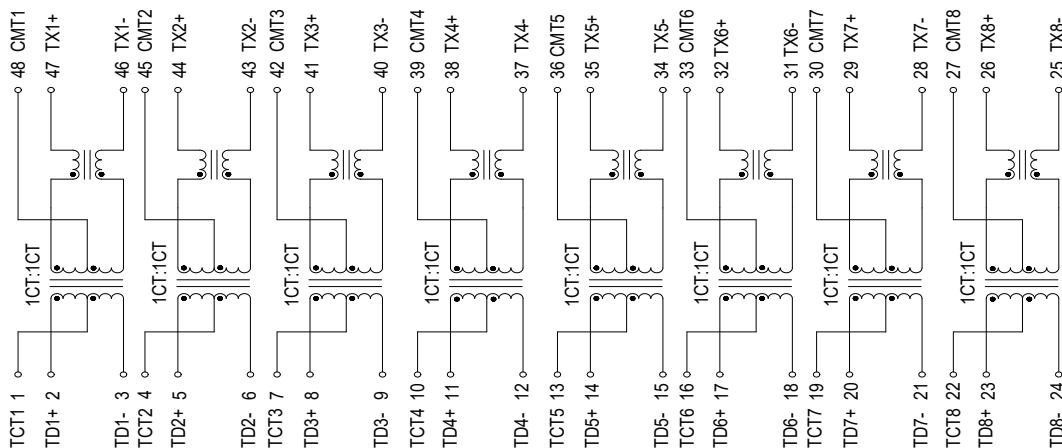 48 CMT1
47 TX1+
46 TX1-
45 CMT2
44 TX2+
43 TX2-
42 CMT3
41 TX3+
40 TX3-
39 CMT4
38 TX4+
37 TX4-
36 CMT5
35 TX5+
34 TX5-
33 CMT6
32 TX6+
31 TX6-
30 CMT7
29 TX7+
28 TX7-
27 CMT8
26 TX8+
25 TX8-
1CT:1CT
1CT:1CT
1CT:1CT
1CT:1CT
1CT:1CT
1CT:1CT
1CT:1CT
1CT:1CT
TCT1 1
TD1+ 2
TD1- 3
TCT2 4
TD2+ 5
TD2- 6
TCT3 7
TD3+ 8
TD3- 9
TCT4 10
TD4+ 11
TD4- 12
TCT5 13
TD5+ 14
TD5- 15
TCT6 16
TD6+ 17
TD6- 18
TCT7 19
TD7+ 20
TD7- 21
TCT8 22
TD8+ 23
TD8- 24